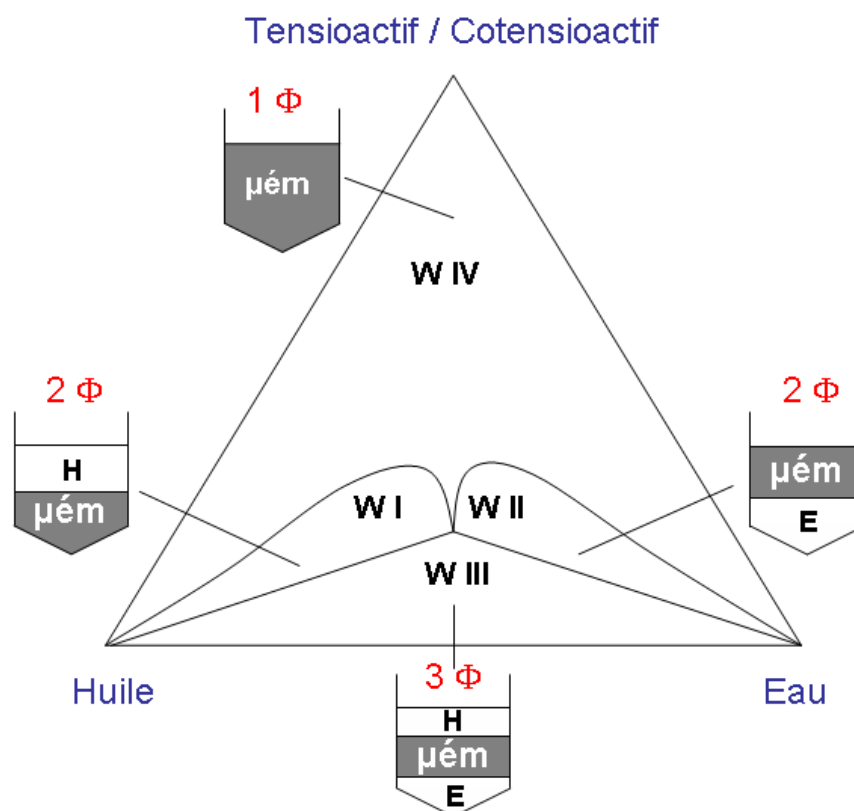 Tensioactif / Cotensioactif
1 Φ
µém
W IV
2 Φ
2 Φ
H
µém
µém
E
W I
W II
W III
Huile
3 Φ
Eau
H
µém
E